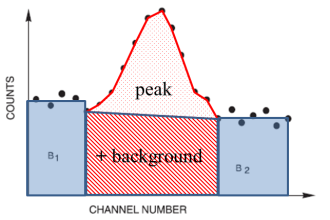 COUNTS
peak
B1
+ background
B2
CHANNEL NUMBER